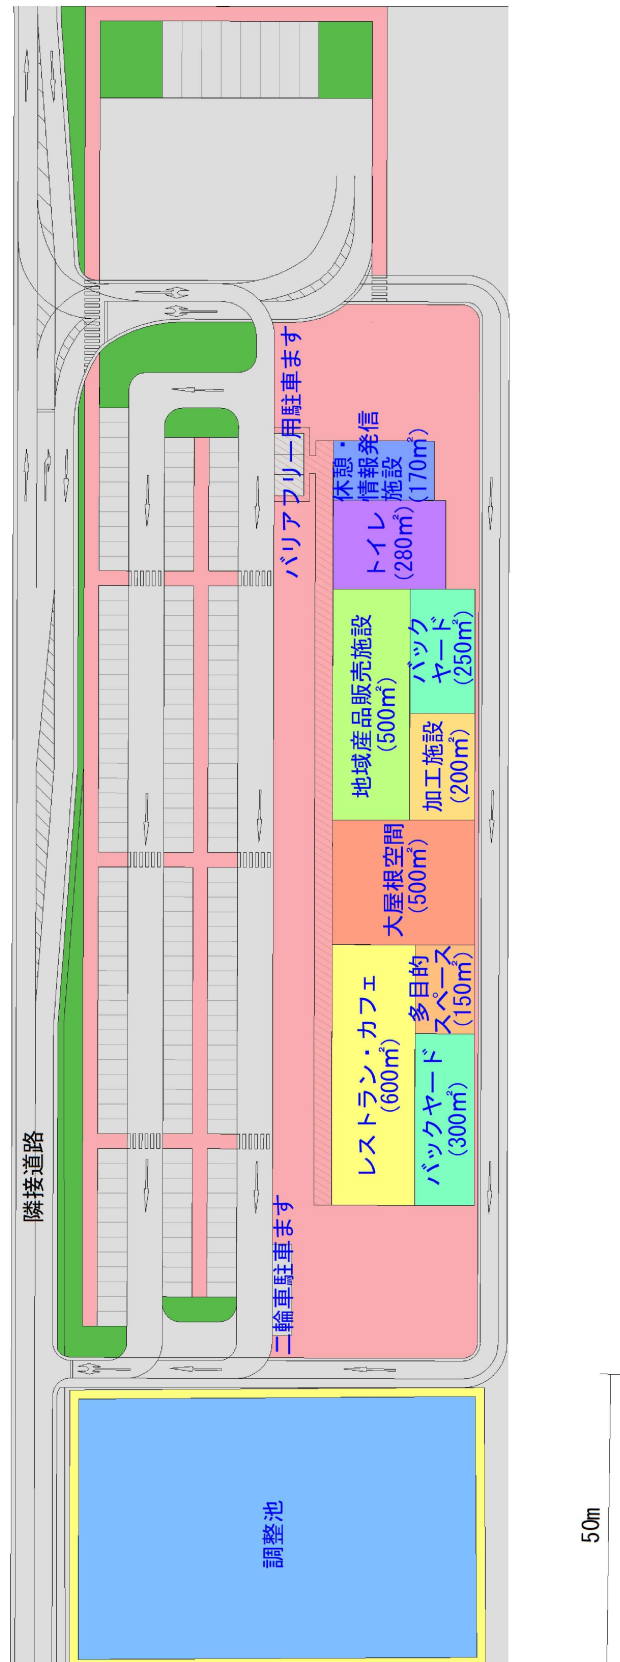 バリアフリー用駐車ます
休憩・
情報発信
施設
(170㎡)
トイレ
(280㎡)
地域産品販売施設
(500㎡)
バック
ヤード
(250㎡)
加工施設
(200㎡)
大屋根空間
(500㎡)
多目的
スペース
(150㎡)
レストラン・カフェ
(600㎡)
バックヤード
(300㎡)
隣接道路
二輪車駐車ます
調整池
50m